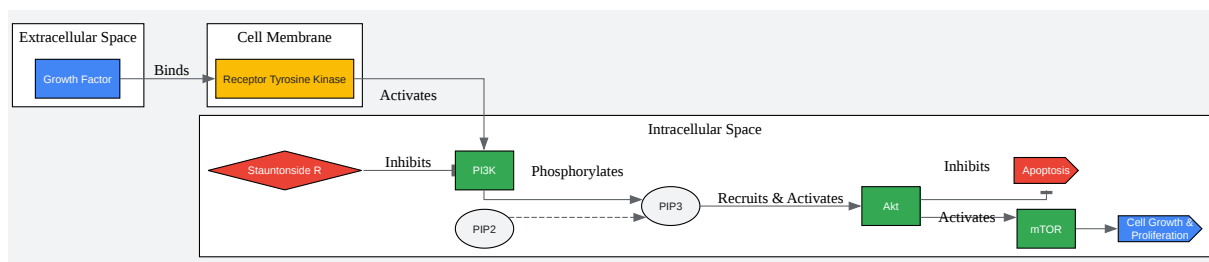 Extracellular Space
Growth Factor
Binds
Cell Membrane
Receptor Tyrosine Kinase
Activates
Intracellular Space
Stauntonside R
Inhibits
PI3K
Phosphorylates
PIP2
PIP3
Recruits & Activates
Akt
Inhibits
Apoptosis
Activates
mTOR
Cell Growth &
Proliferation